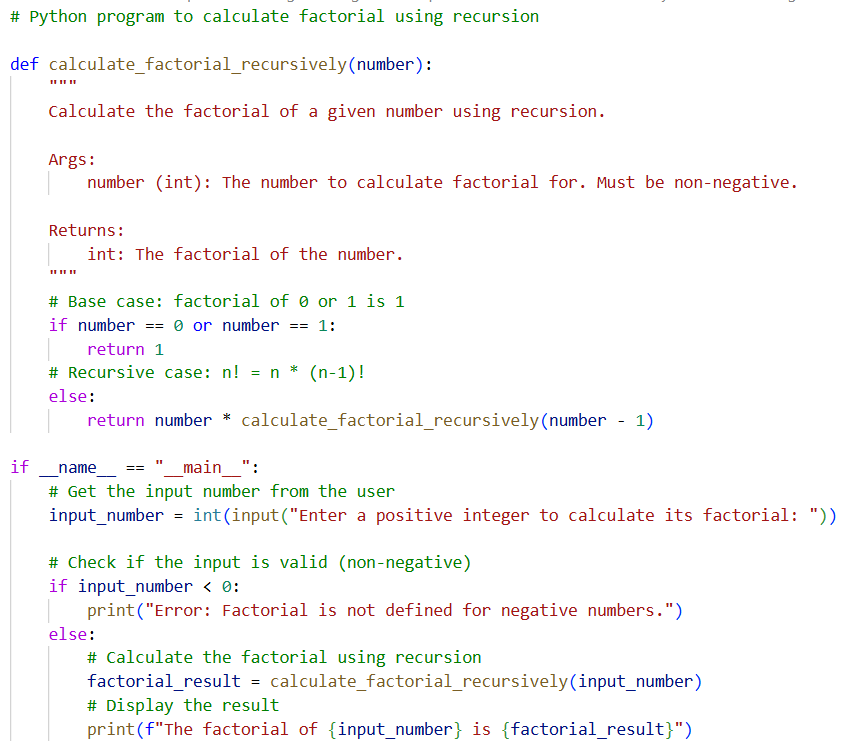 # Python program to calculate factorial using recursion

def calculate_factorial_recursively(number):
    """
    Calculate the factorial of a given number using recursion.

    Args:
        number (int): The number to calculate factorial for. Must be non-negative.

    Returns:
        int: The factorial of the number.
    """
    # Base case: factorial of 0 or 1 is 1
    if number == 0 or number == 1:
        return 1
    # Recursive case: n! = n * (n-1)!
    else:
        return number * calculate_factorial_recursively(number - 1)

if __name__ == "__main__":
    # Get the input number from the user
    input_number = int(input("Enter a positive integer to calculate its factorial: "))

    # Check if the input is valid (non-negative)
    if input_number < 0:
        print("Error: Factorial is not defined for negative numbers.")
    else:
        # Calculate the factorial using recursion
        factorial_result = calculate_factorial_recursively(input_number)
        # Display the result
        print(f"The factorial of {input_number} is {factorial_result}")